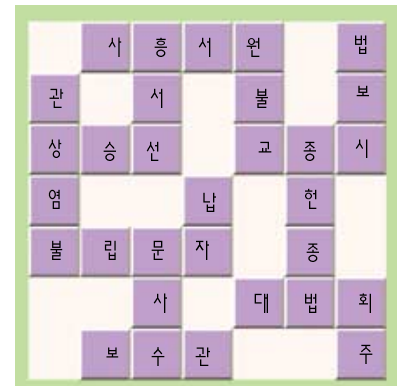 사 흥 서 원 법
관 서 불 보
상 승 선 교 종 시
염 납 헌
불 립 문 자 종
사 대 법 회
보 수 관 주